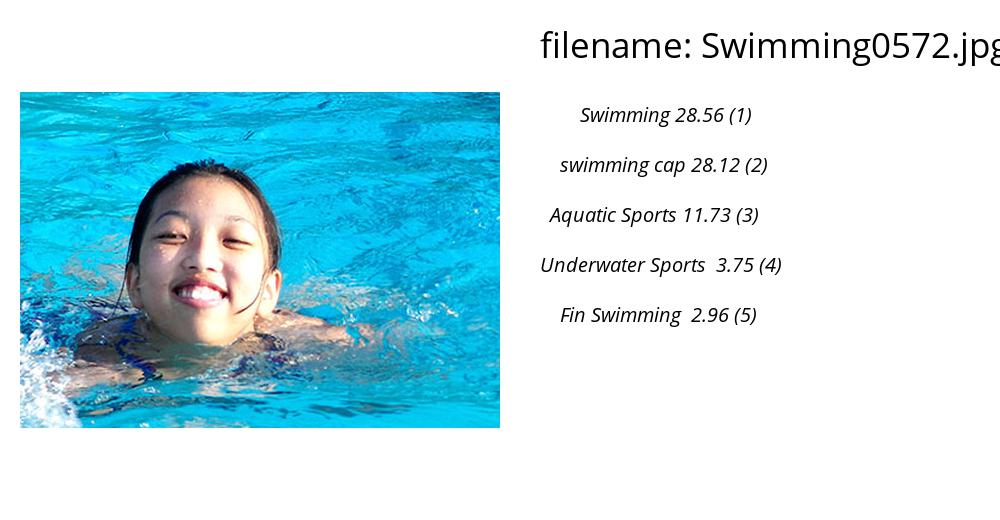 filename: Swimming0572.jpg
Swimming 28.56 (1)
swimming cap 28.12 (2)
Aquatic Sports 11.73 (3)
Underwater Sports 3.75 (4)
Fin Swimming 2.96 (5)